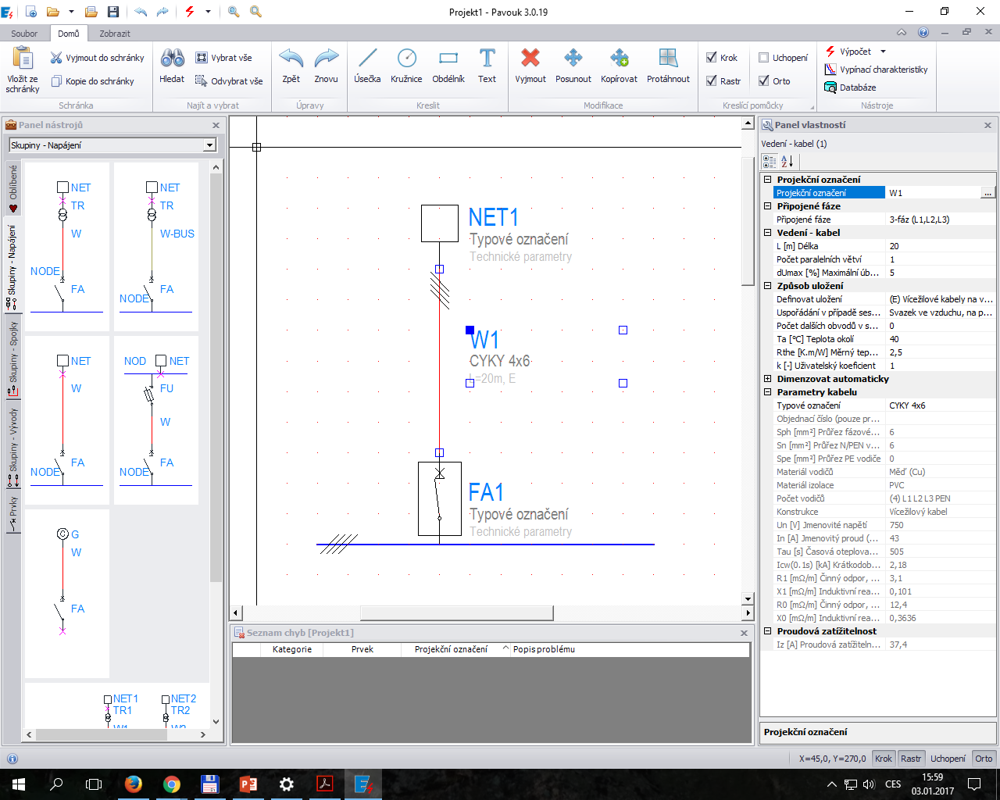 Projekt1 - Pavouk 3.0.19
Soubor
Domů
Zobrazit
Vložit ze schránky
Vyjmout do schránky
Kopie do schránky
Schránka
Hledat
Vybrat vše
Odvybrat vše
Najít a vybrat
Zpět
Znovu
Úpravy
Úsečka
Kružnice
Obdélník
Text
Kreslit
Vyjmout
Posunout
Kopírovat
Protáhnout
Modifikace
Krok
Rastr
Uchopení
Orto
Kreslící pomůcky
Výpočet
Vypínací charakteristiky
Databáze
Nástroje
Panel nástrojů
Skupiny - Napájení
Oblíbené
Skupiny - Napájení
Skupiny - Spojky
Skupiny - Vývody
Prvky
NET
TR
W
NODE
FA
NET
TR
W-BUS
NODE
FA
NET
W
NODE
FA
NOD
NET
FU
W
NODE
FA
G
W
FA
NET1
TR1
W1
NET2
TR2
W2
NET1
Typové označení
Technické parametry
W1
CYKY 4x6
L=20m, E
FA1
Typové označení
Technické parametry
Seznam chyb [Projekt1]
Kategorie Prvek Projekční označení Popis problému
Panel vlastností
Vedení - kabel (1)
Projekční označení
Projekční označení W1 ...
Připojené fáze
Připojené fáze 3-fáz (L1,L2,L3)
Vedení - kabel
L [m] Délka 20
Počet paralelních větví 1
dUmax [%] Maximální úb... 5
Způsob uložení
Definovat uložení (E) Vícežilové kabely na v...
Uspořádání v případě ses... Svazek ve vzduchu, na p...
Počet dalších obvodů v s... 0
Ta [°C] Teplota okolí 40
Rthe [K.m/W] Měrný tep... 2,5
k [-] Uživatelský koeficient 1
Dimenzovat automaticky
Parametry kabelu
Typové označení CYKY 4x6
Objednací číslo (pouze pr...
Sph [mm²] Průřez fázové... 6
Sn [mm²] Průřez N/PEN v... 6
Spe [mm²] Průřez PE vodiče 0
Materiál vodičů Měď (Cu)
Materiál izolace PVC
Počet vodičů (4) L1 L2 L3 PEN
Konstrukce Vícežilový kabel
Un [V] Jmenovité napětí 750
In [A] Jmenovitý proud (... 43
Tau [s] Časová oteplova... 505
Icw(0.1s) [kA] Krátkodob... 2,18
R1 [mΩ/m] Činný odpor, ... 3,1
X1 [mΩ/m] Induktivní rea... 0,101
R0 [mΩ/m] Činný odpor, ... 12,4
X0 [mΩ/m] Induktivní rea... 0,3636
Proudová zatížitelnost
Iz [A] Proudová zatížiteln... 37,4
Projekční označení
X=45,0, Y=270,0 Krok Rastr Uchopení Orto
CES
15:59
03.01.2017